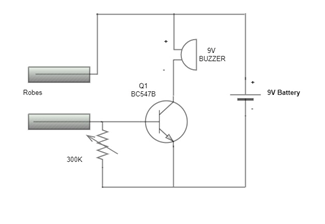 9V
BUZZER
+
-
Robes
Q1
BC547B
+
9V Battery
-
300K